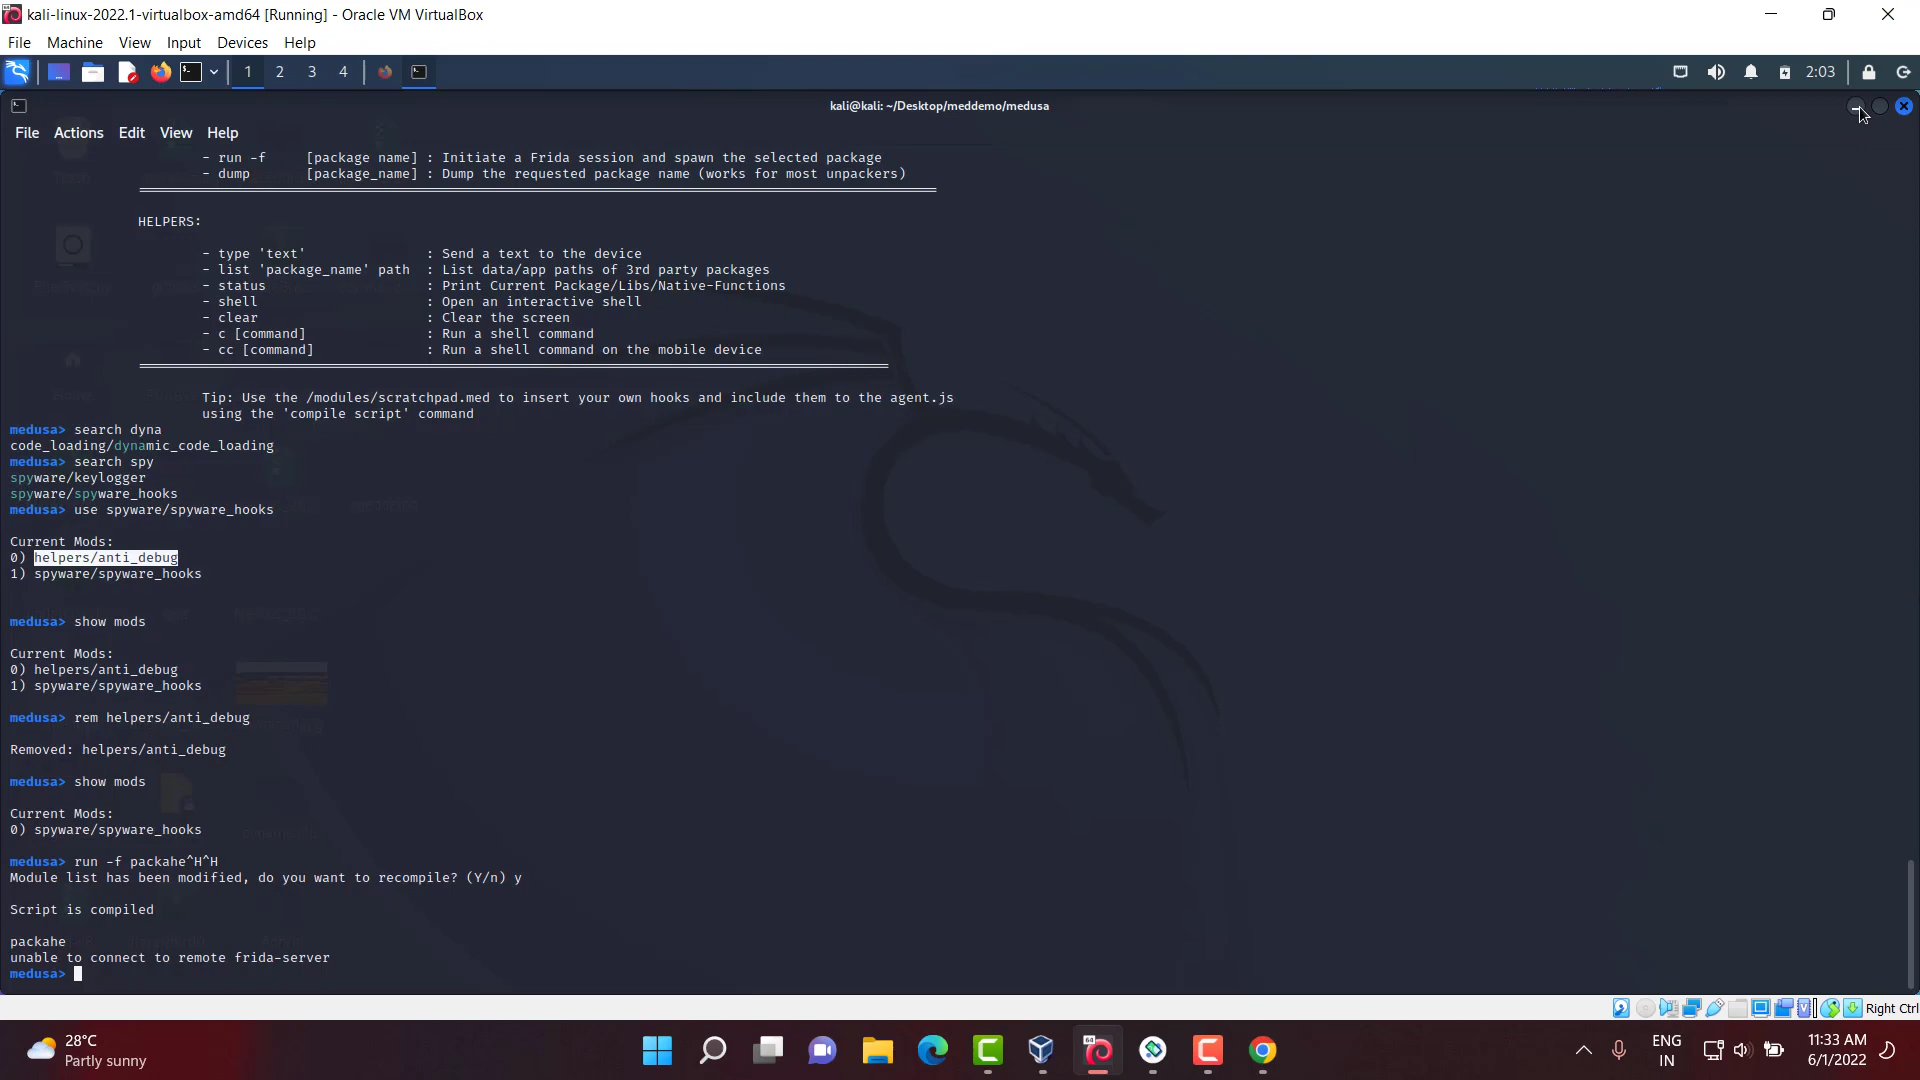 kali-linux-2022.1-virtualbox-amd64 [Running] - Oracle VM VirtualBox
File Machine View Input Devices Help
1 2 3 4 2:03
kali@kali: ~/Desktop/meddemo/medusa
File Actions Edit View Help
- run -f [package name] : Initiate a Frida session and spawn the selected package
- dump [package_name] : Dump the requested package name (works for most unpackers)
HELPERS:
- type 'text' : Send a text to the device
- list 'package_name' path : List data/app paths of 3rd party packages
- status : Print Current Package/Libs/Native-Functions
- shell : Open an interactive shell
- clear : Clear the screen
- c [command] : Run a shell command
- cc [command] : Run a shell command on the mobile device
Tip: Use the /modules/scratchpad.med to insert your own hooks and include them to the agent.js
using the 'compile script' command
medusa> search dyna
code_loading/dynamic_code_loading
medusa> search spy
spyware/keylogger
spyware/spyware_hooks
medusa> use spyware/spyware_hooks
Current Mods:
0) helpers/anti_debug
1) spyware/spyware_hooks
medusa> show mods
Current Mods:
0) helpers/anti_debug
1) spyware/spyware_hooks
medusa> rem helpers/anti_debug
Removed: helpers/anti_debug
medusa> show mods
Current Mods:
0) spyware/spyware_hooks
medusa> run -f packahe^H^H
Module list has been modified, do you want to recompile? (Y/n) y
Script is compiled
packahe
unable to connect to remote frida-server
medusa>
Right Ctrl
28°C
Partly sunny
64
ENG
IN
11:33 AM
6/1/2022